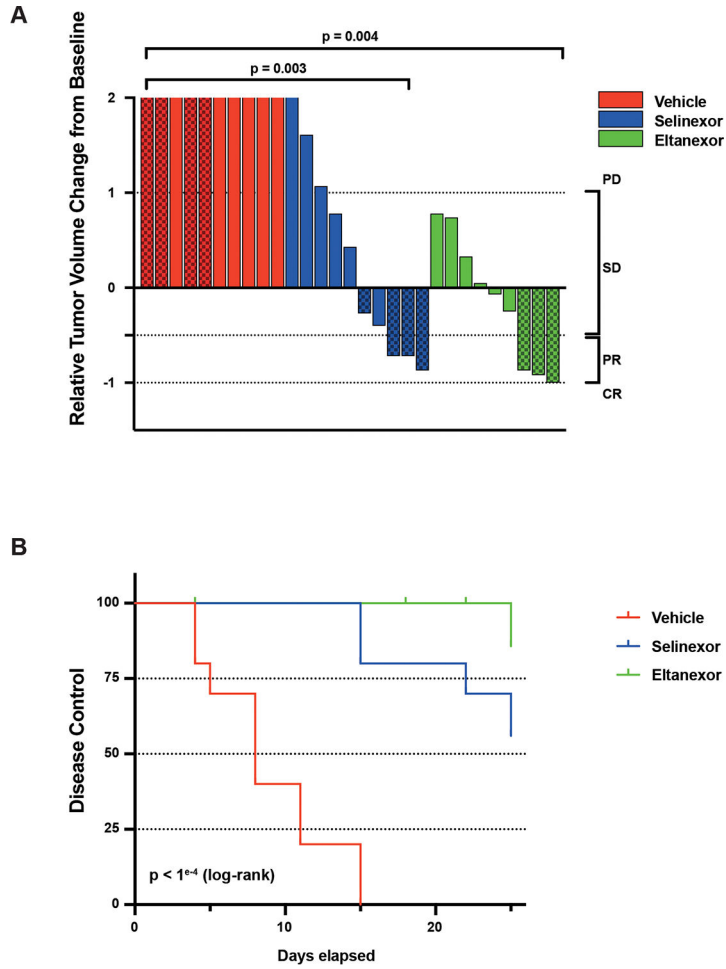 A
p = 0.004
p = 0.003
Relative Tumor Volume Change from Baseline
2
1
0
-1
Vehicle
Selinexor
Eltanexor
PD
SD
PR
CR
B
Disease Control
100
75
50
25
0
p < 1e-4 (log-rank)
0
10
20
Days elapsed
Vehicle
Selinexor
Eltanexor